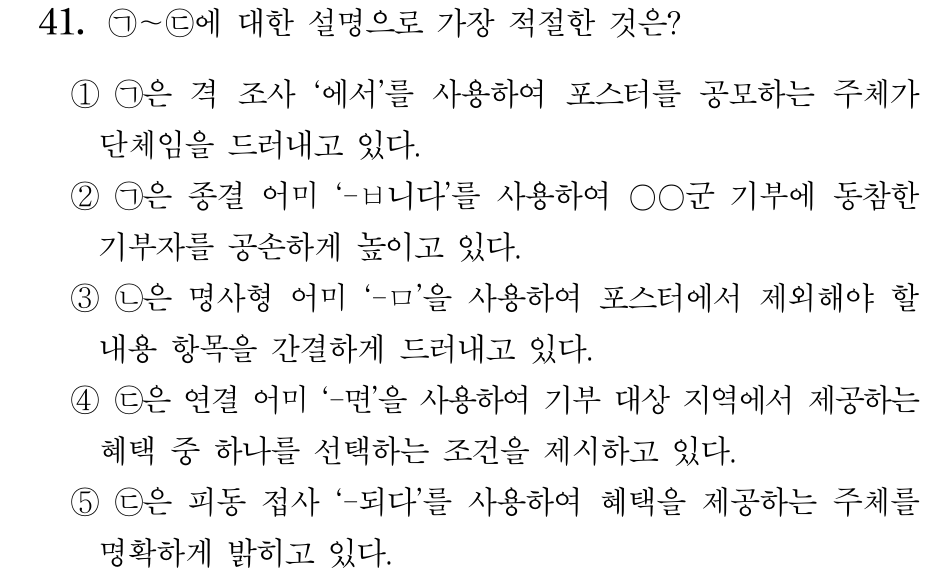 41. ㉠~㉢에 대한 설명으로 가장 적절한 것은?
① ㉠은 격 조사 ‘에서’를 사용하여 포스터를 공모하는 주체가
단체임을 드러내고 있다.
② ㉠은 종결 어미 ‘-ㅂ니다’를 사용하여 ○○군 기부에 동참한
기부자를 공손하게 높이고 있다.
③ ㉡은 명사형 어미 ‘-ㅁ’을 사용하여 포스터에서 제외해야 할
내용 항목을 간결하게 드러내고 있다.
④ ㉢은 연결 어미 ‘-면’을 사용하여 기부 대상 지역에서 제공하는
혜택 중 하나를 선택하는 조건을 제시하고 있다.
⑤ ㉢은 피동 접사 ‘-되다’를 사용하여 혜택을 제공하는 주체를
명확하게 밝히고 있다.